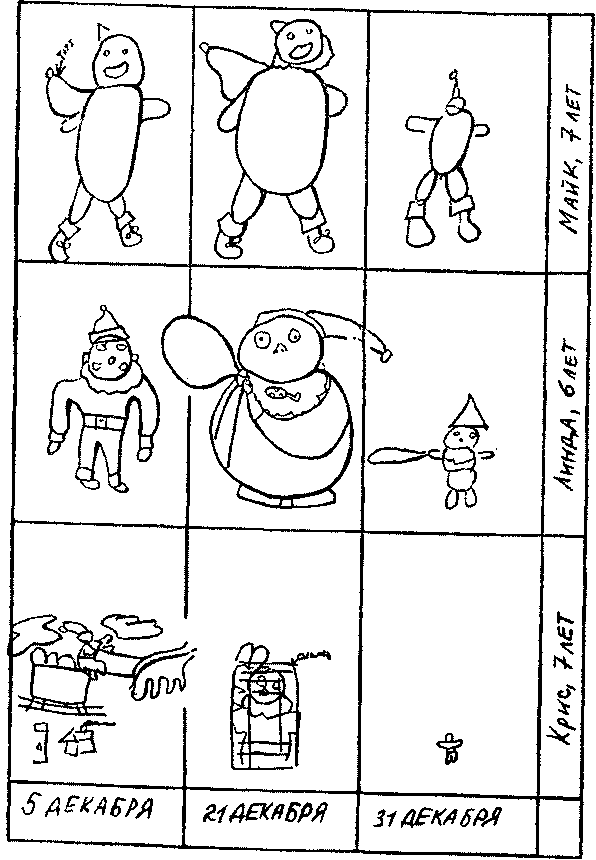 Майк, 7 лет
Линда, 6 лет
Крис, 7 лет
5 ДЕКАБРЯ
21 ДЕКАБРЯ
31 ДЕКАБРЯ